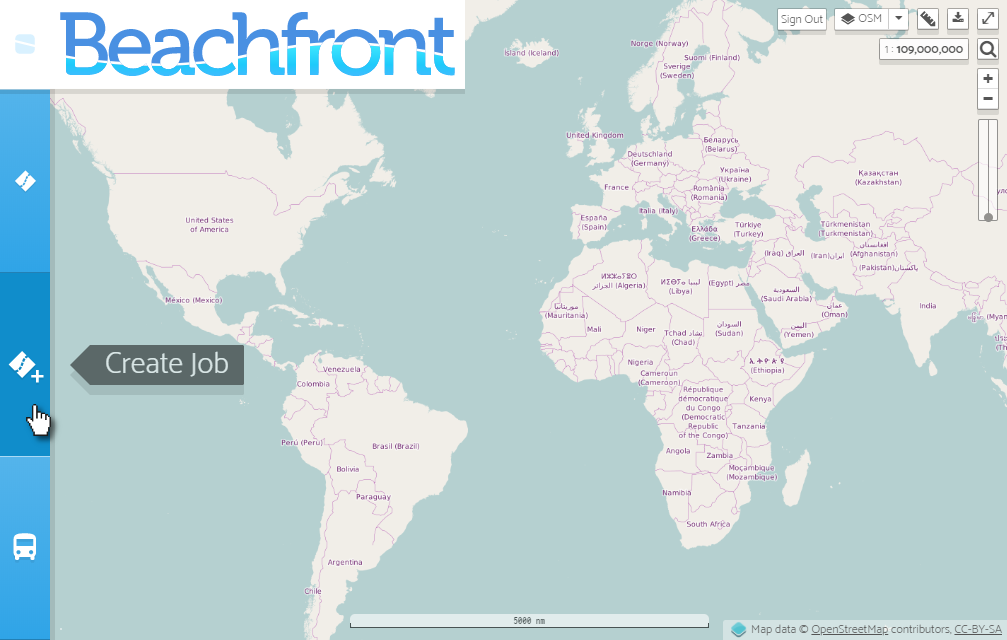 Beachfront
Sign Out
OSM
1 : 109,000,000
Island (Iceland)
Norge (Norway)
Suomi (Finland)
Sverige
(Sweden)
United Kingdom
Беларусь
(Belarus)
Deutschland
(Germany)
Україна
(Ukraine)
Қазақстан
(Kazakhstan)
France
România
(Romania)
Italia (Italy)
España
(Spain)
Ελλάδα
(Greece)
Türkiye
(Turkey)
Türkmenistan
(Turkmenistan)
United States
of America
(Iraq) العراق
(Iran) ایران
افغانستان
(Afghanistan)
(Pakistan) پاکستان
الجزائر (Algeria)
ليبيا
(Libya)
(Egypt) مصر
السعودية
(Saudi Arabia)
عمان
(Oman)
India
México (Mexico)
موريتانيا
(Mauritania)
Mali
Niger
Tchad تشاد
(Chad)
السودان
(Sudan)
اليمن
(Yemen)
Create Job
Venezuela
Colombia
Nigeria
Cameroun
(Cameroon)
(Ethiopia)
République
démocratique
du Congo
(Democratic
Republic
of the Congo)
Kenya
Tanzania
Perú (Peru)
Brasil (Brazil)
Bolivia
Angola
Zambia
Moçambique
(Mozambique)
Paraguay
Namibia
South Africa
Argentina
Chile
5000 nm
Map data © OpenStreetMap contributors, CC-BY-SA